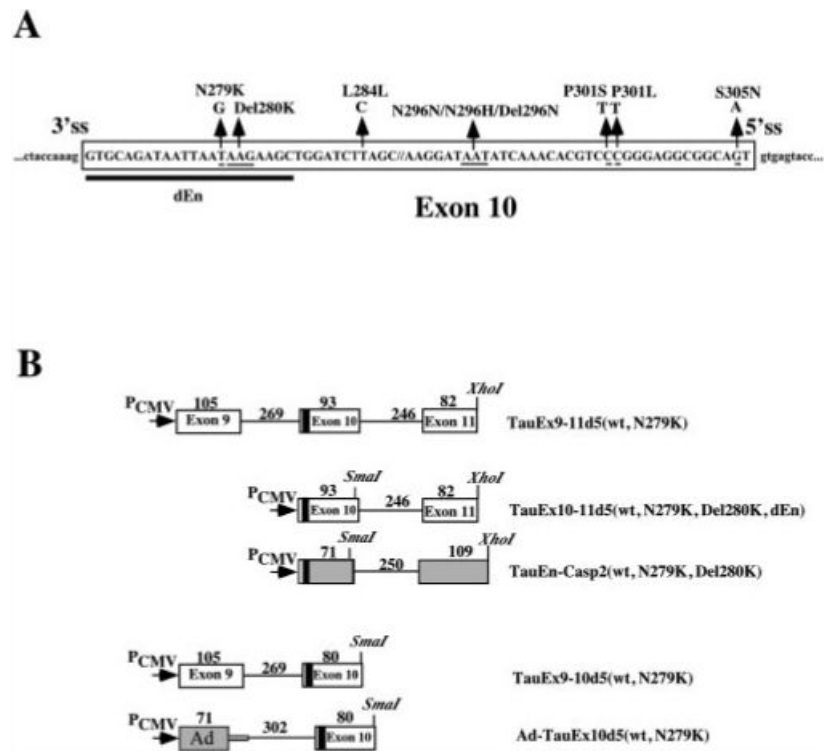 A
N279K
G
Del280K
L284L
C
N296N/N296H/Del296N
P301S
T
P301L
T
S305N
A
3'ss
5'ss
...ctaccaaag GTGCAGATAATTAATAAGAAGCTGGATCTTAGC//AAGGATAATATCAAACACGTCCCGGGAGGCGGCAGT gtgagtacc...
dEn
Exon 10
B
PCMV 105 Exon 9 269 93 Exon 10 246 82 Exon 11 XhoI TauEx9-11d5(wt, N279K)
PCMV 93 Exon 10 SmaI 246 82 Exon 11 XhoI TauEx10-11d5(wt, N279K, Del280K, dEn)
PCMV 71 SmaI 250 109 XhoI TauEn-Casp2(wt, N279K, Del280K)
PCMV 105 Exon 9 269 80 Exon 10 SmaI TauEx9-10d5(wt, N279K)
PCMV 71 Ad 302 80 Exon 10 SmaI Ad-TauEx10d5(wt, N279K)